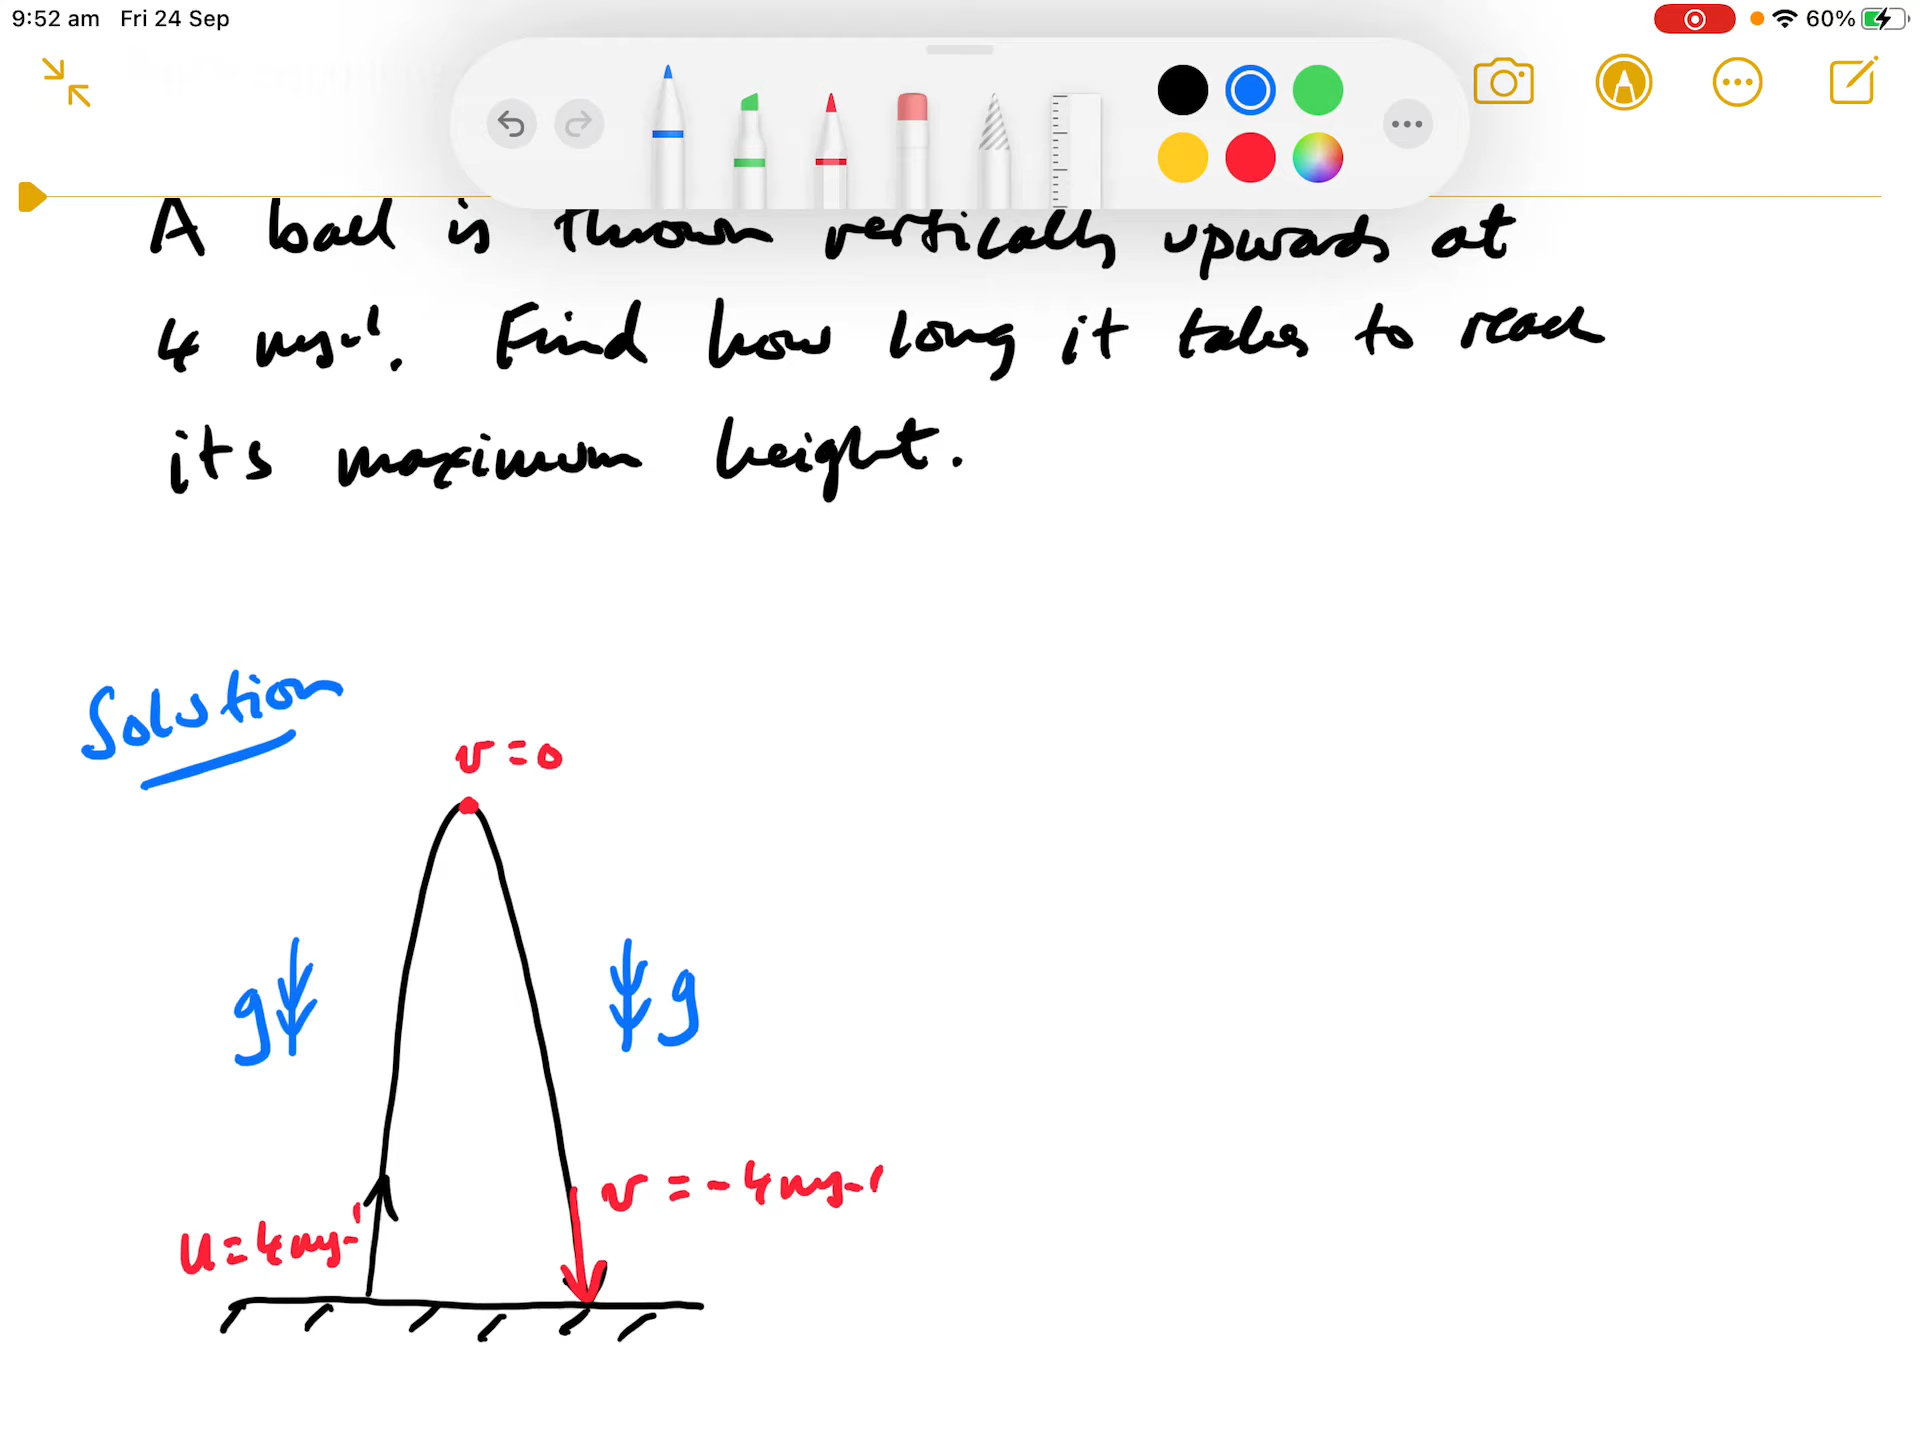 9:52 am Fri 24 Sep 60%
A ball is thrown vertically upwards at
4 ms⁻¹. Find how long it takes to reach
its maximum height.
Solution
v = 0
g g
v = -4ms⁻¹
u = 4ms⁻¹